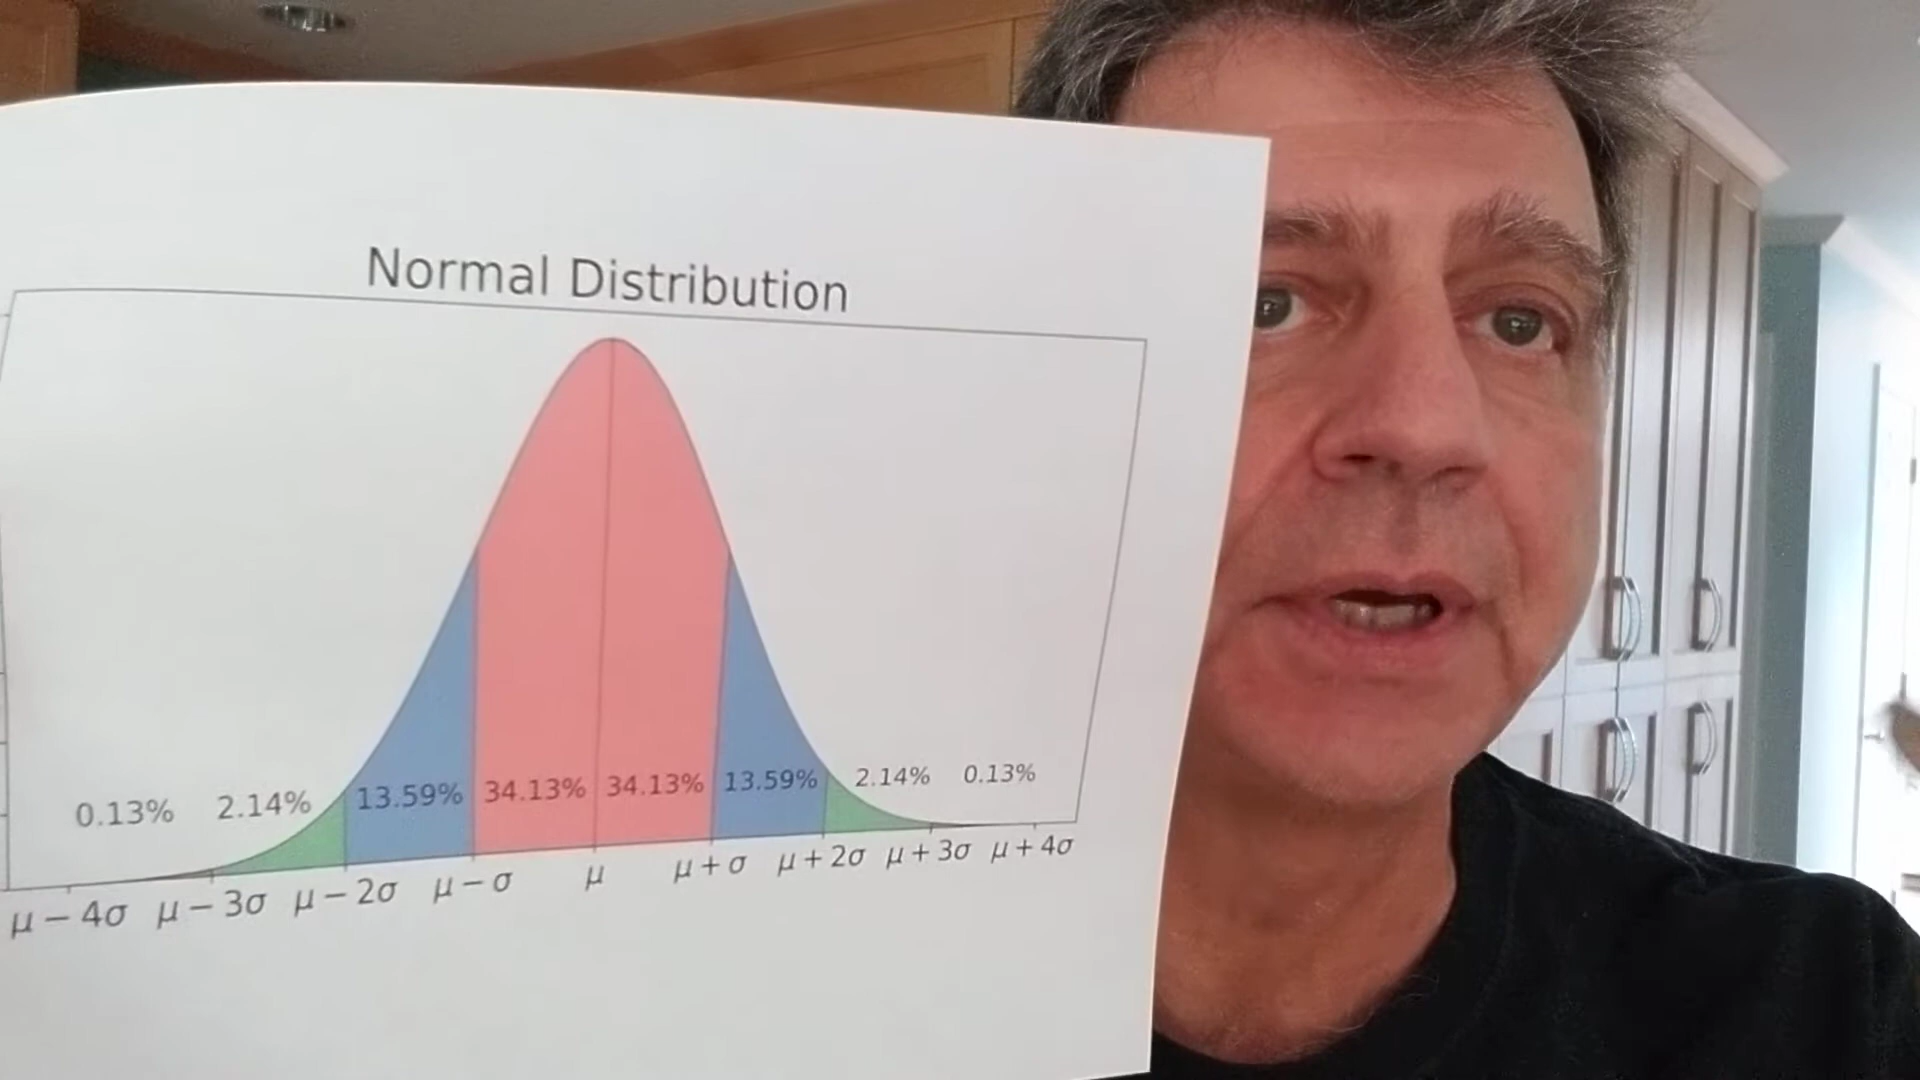 Normal Distribution
0.13% 2.14% 13.59% 34.13% 34.13% 13.59% 2.14% 0.13%
μ − 4σ μ − 3σ μ − 2σ μ − σ μ μ + σ μ + 2σ μ + 3σ μ + 4σ